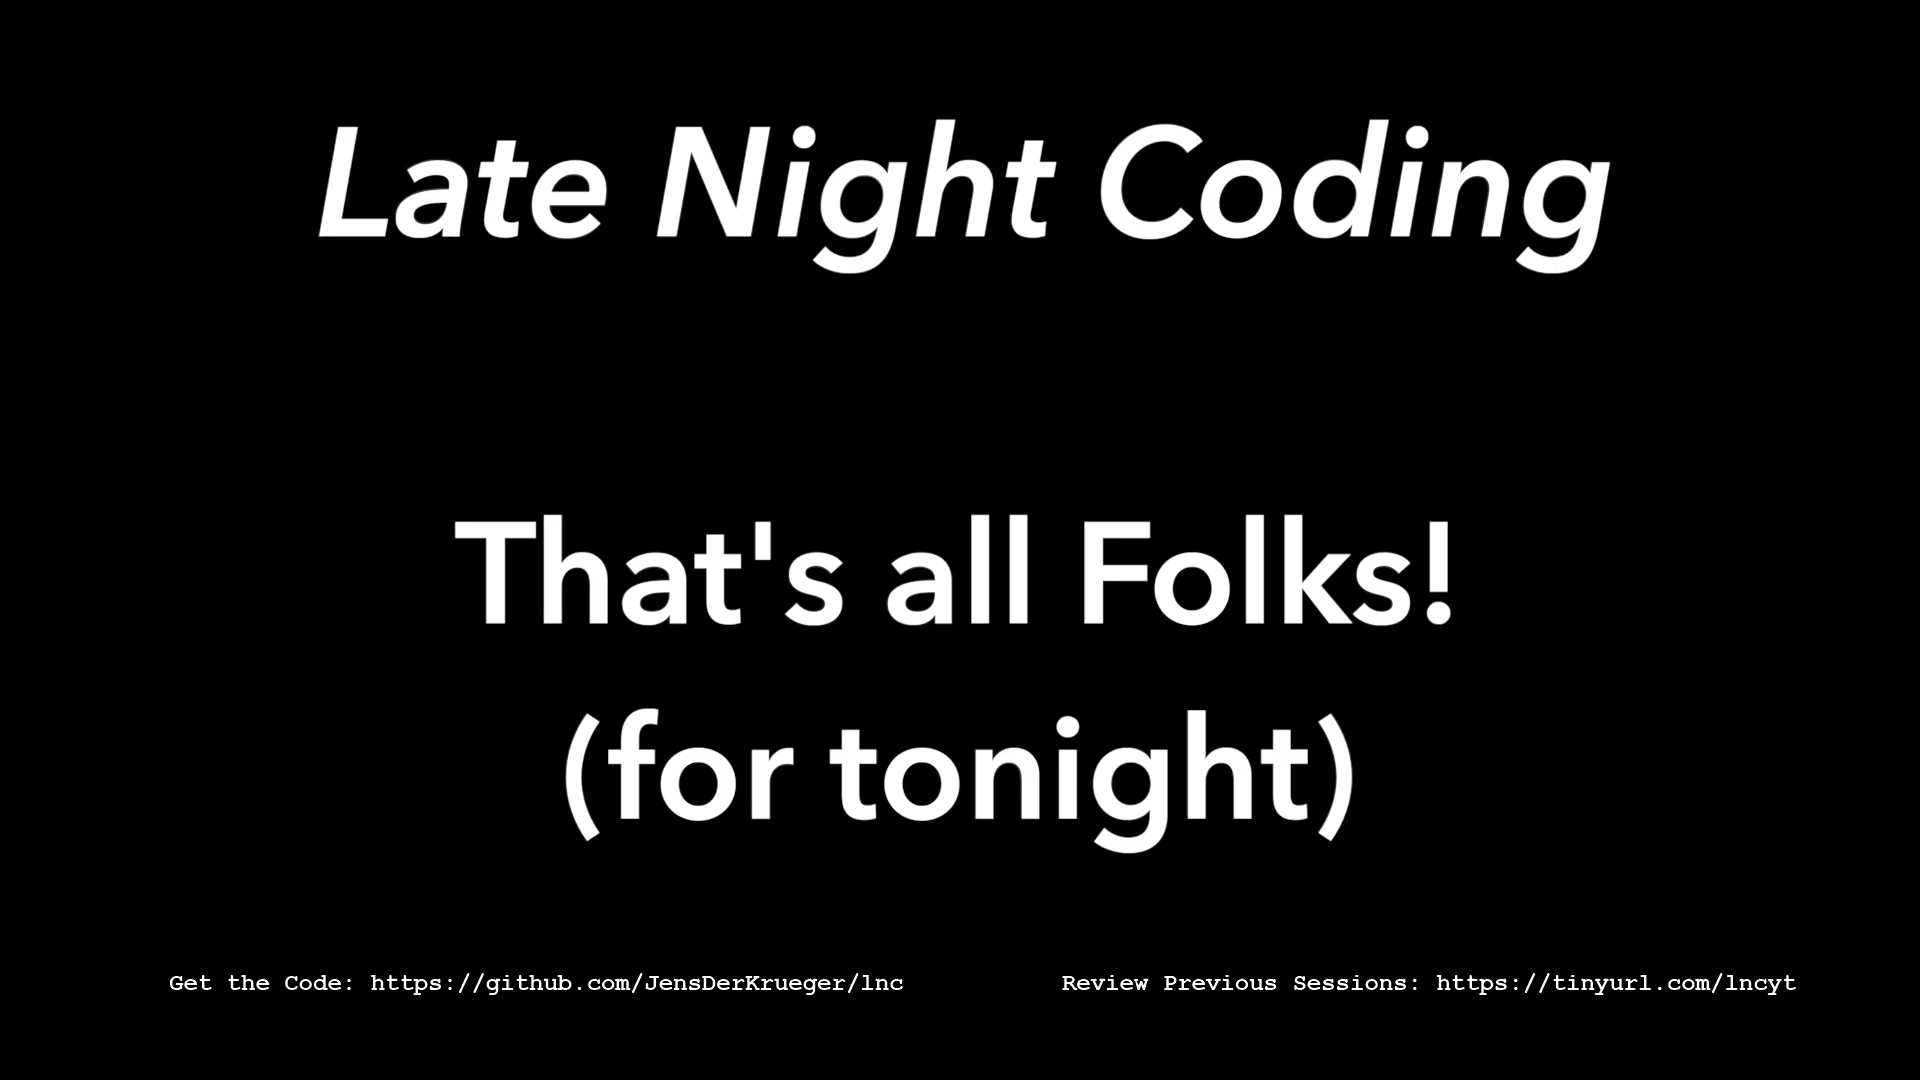 Late Night Coding
That's all Folks!
(for tonight)
Get the Code: https://github.com/JensDerKrueger/lnc
Review Previous Sessions: https://tinyurl.com/lncyt